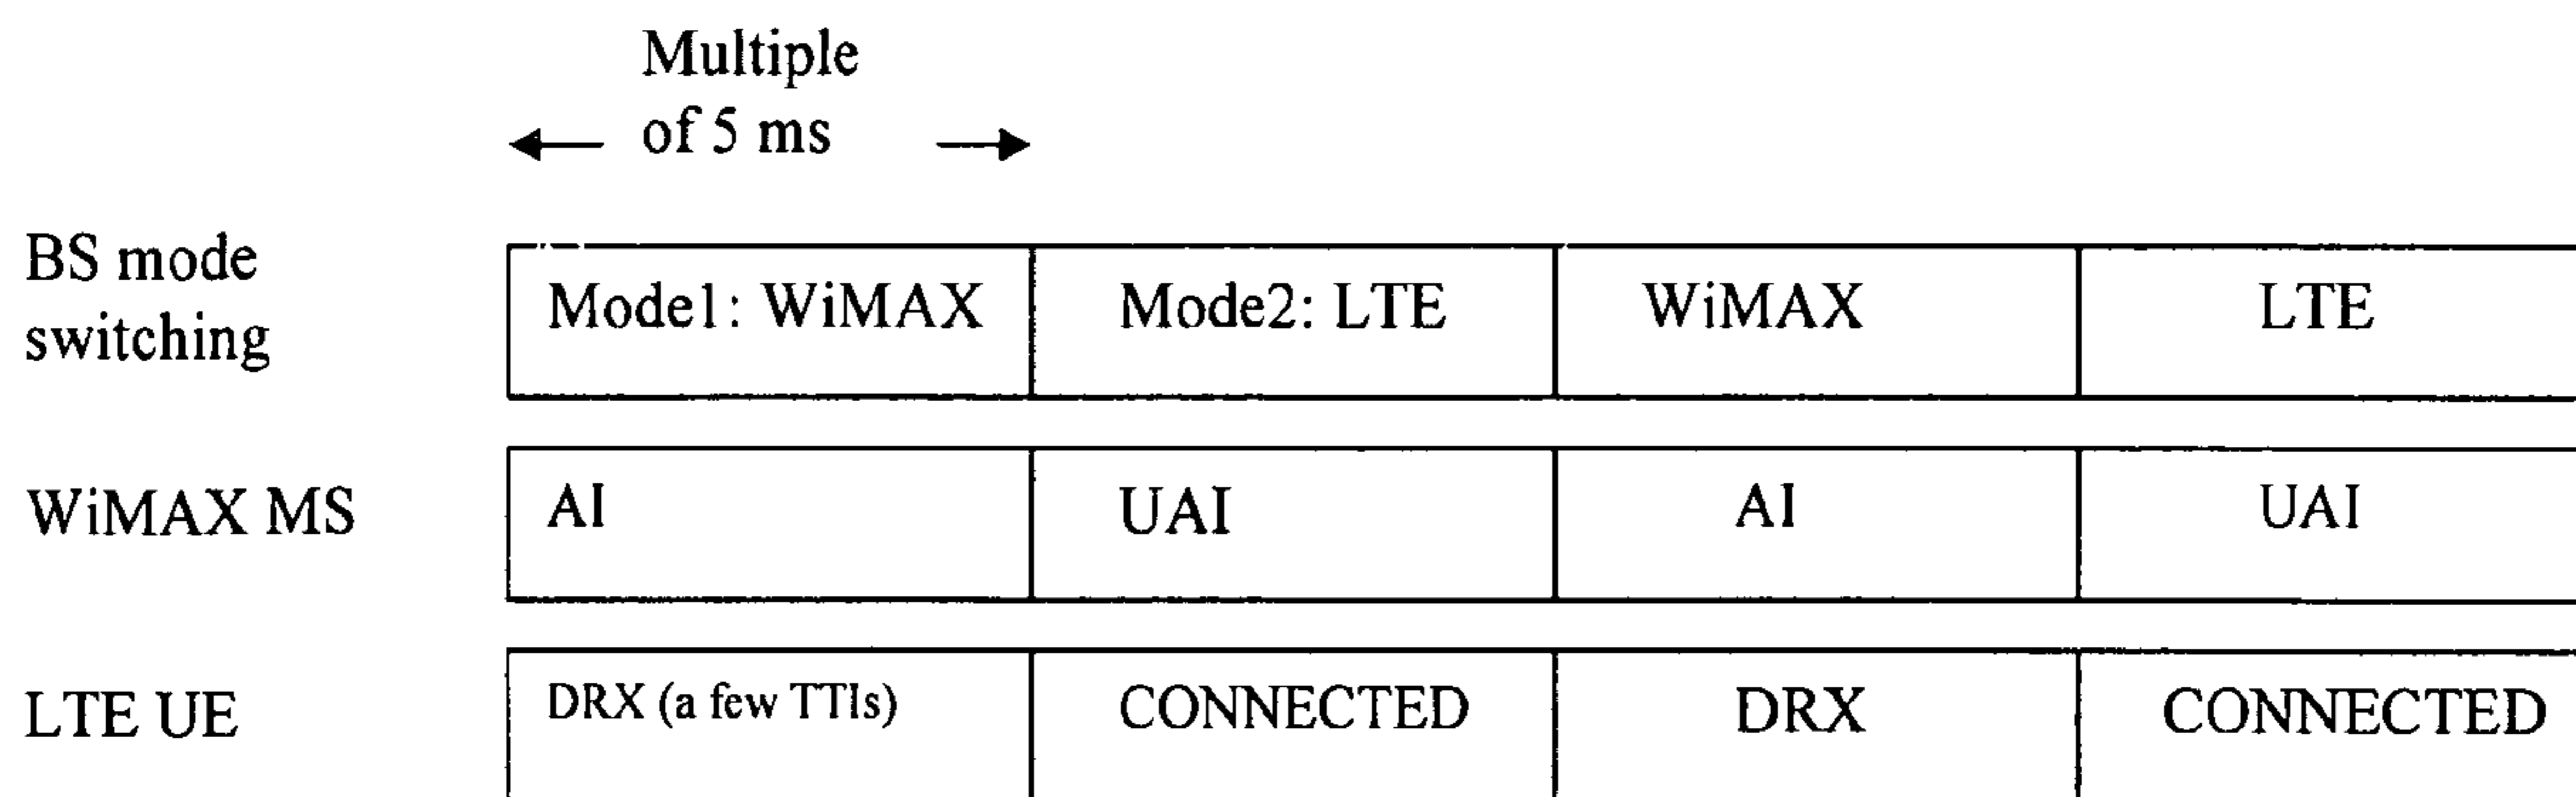 Multiple
of 5 ms
BS mode
switching
Mode1: WiMAX
Mode2: LTE
WiMAX
LTE
WiMAX MS
AI
UAI
AI
UAI
LTE UE
DRX (a few TTIs)
CONNECTED
DRX
CONNECTED